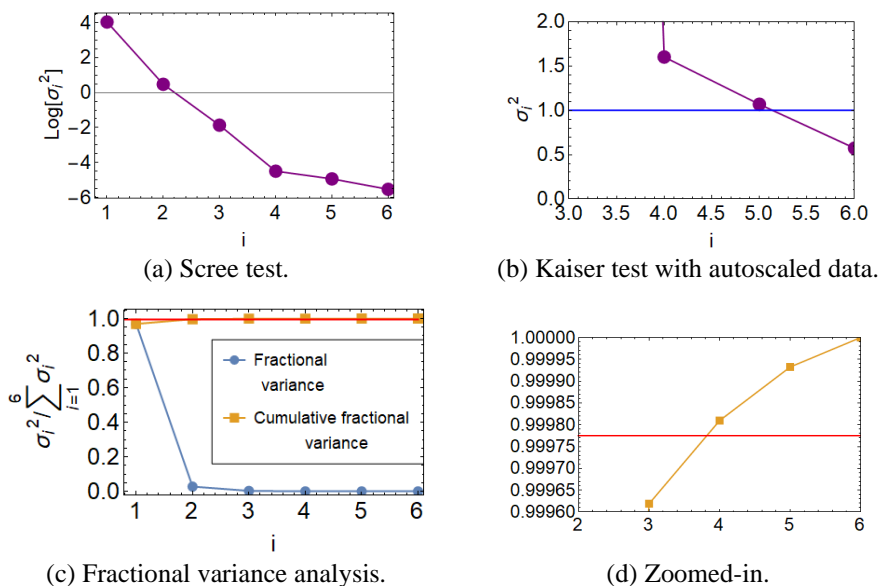 4
2
0
−2
−4
−6
Log[σi²]
1 2 3 4 5 6
i
(a) Scree test.
2.0
1.5
1.0
0.5
0.0
σi²
3.0 3.5 4.0 4.5 5.0 5.5 6.0
i
(b) Kaiser test with autoscaled data.
1.0
0.8
0.6
0.4
0.2
0.0
σi²/∑i=1^6 σi²
Fractional
variance
Cumulative fractional
variance
1 2 3 4 5 6
i
(c) Fractional variance analysis.
1.00000
0.99995
0.99990
0.99985
0.99980
0.99975
0.99970
0.99965
0.99960
2 3 4 5 6
(d) Zoomed-in.